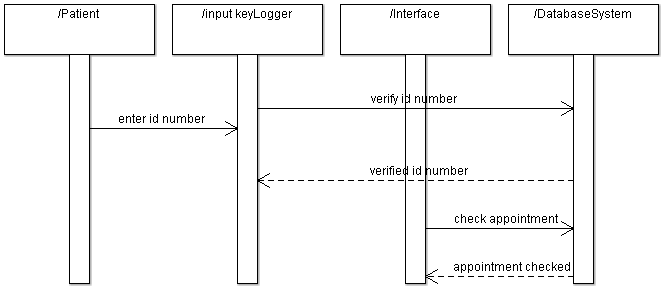 /Patient
/input keyLogger
/Interface
/DatabaseSystem
verify id number
enter id number
verified id number
check appointment
appointment checked